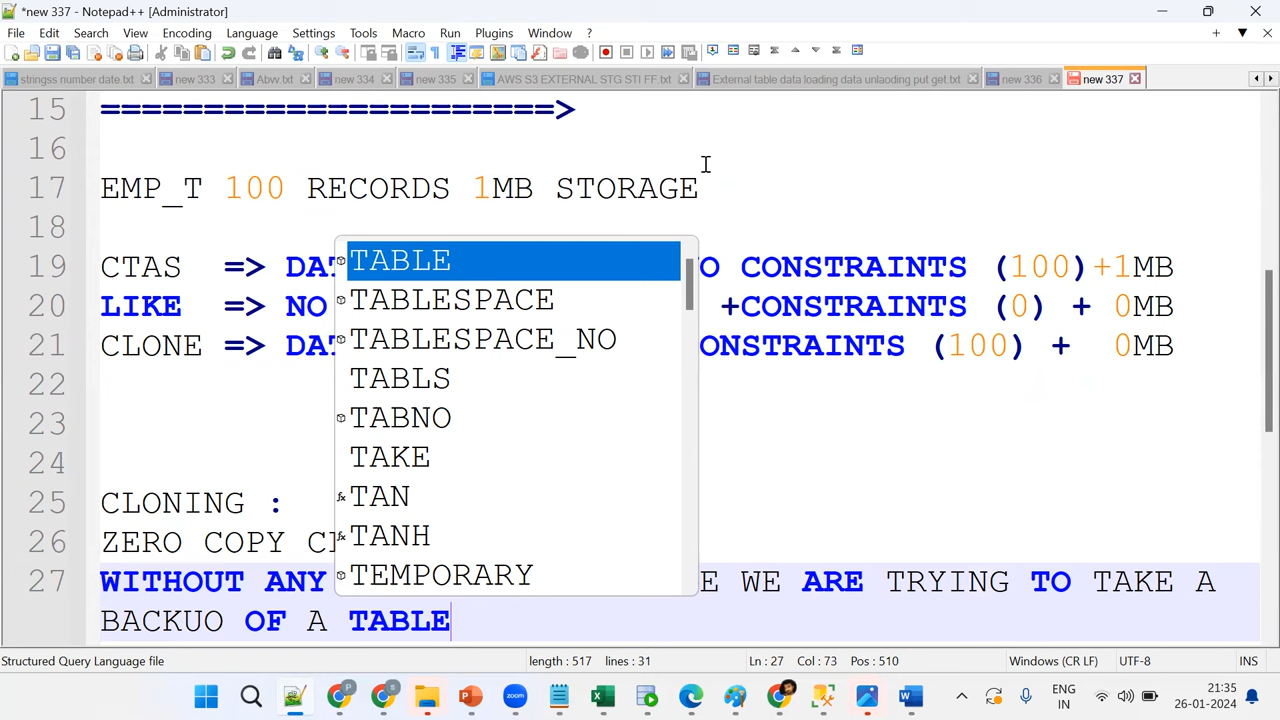 *new 337 - Notepad++ [Administrator]
File Edit Search View Encoding Language Settings Tools Macro Run Plugins Window ?
stringss number date.txt new 333 Abvv.txt new 335 AWS S3 EXTERNAL STG STI FF.txt External table data loading data unlaoding put get.txt new 336 new 337
15 =======================>
16
17 EMP_T 100 RECORDS 1MB STORAGE
18
19 CTAS => CONSTRAINTS (100)+1MB
20 LIKE => NO +CONSTRAINTS (0) + 0MB
21 CLONE => (100) + 0MB
22
23
24
25 CLONING :
26 ZERO COPY
27 WITHOUT ANY WE ARE TRYING TO TAKE A
BACKUO OF A TABLE
TABLE
TABLESPACE
TABLESPACE_NO
TABLS
TABNO
TAKE
TAN
TANH
TEMPORARY
Structured Query Language file length : 517 lines : 31 Ln : 27 Col : 73 Pos : 510 Windows (CR LF) UTF-8 INS
ENG
IN
21:35
26-01-2024